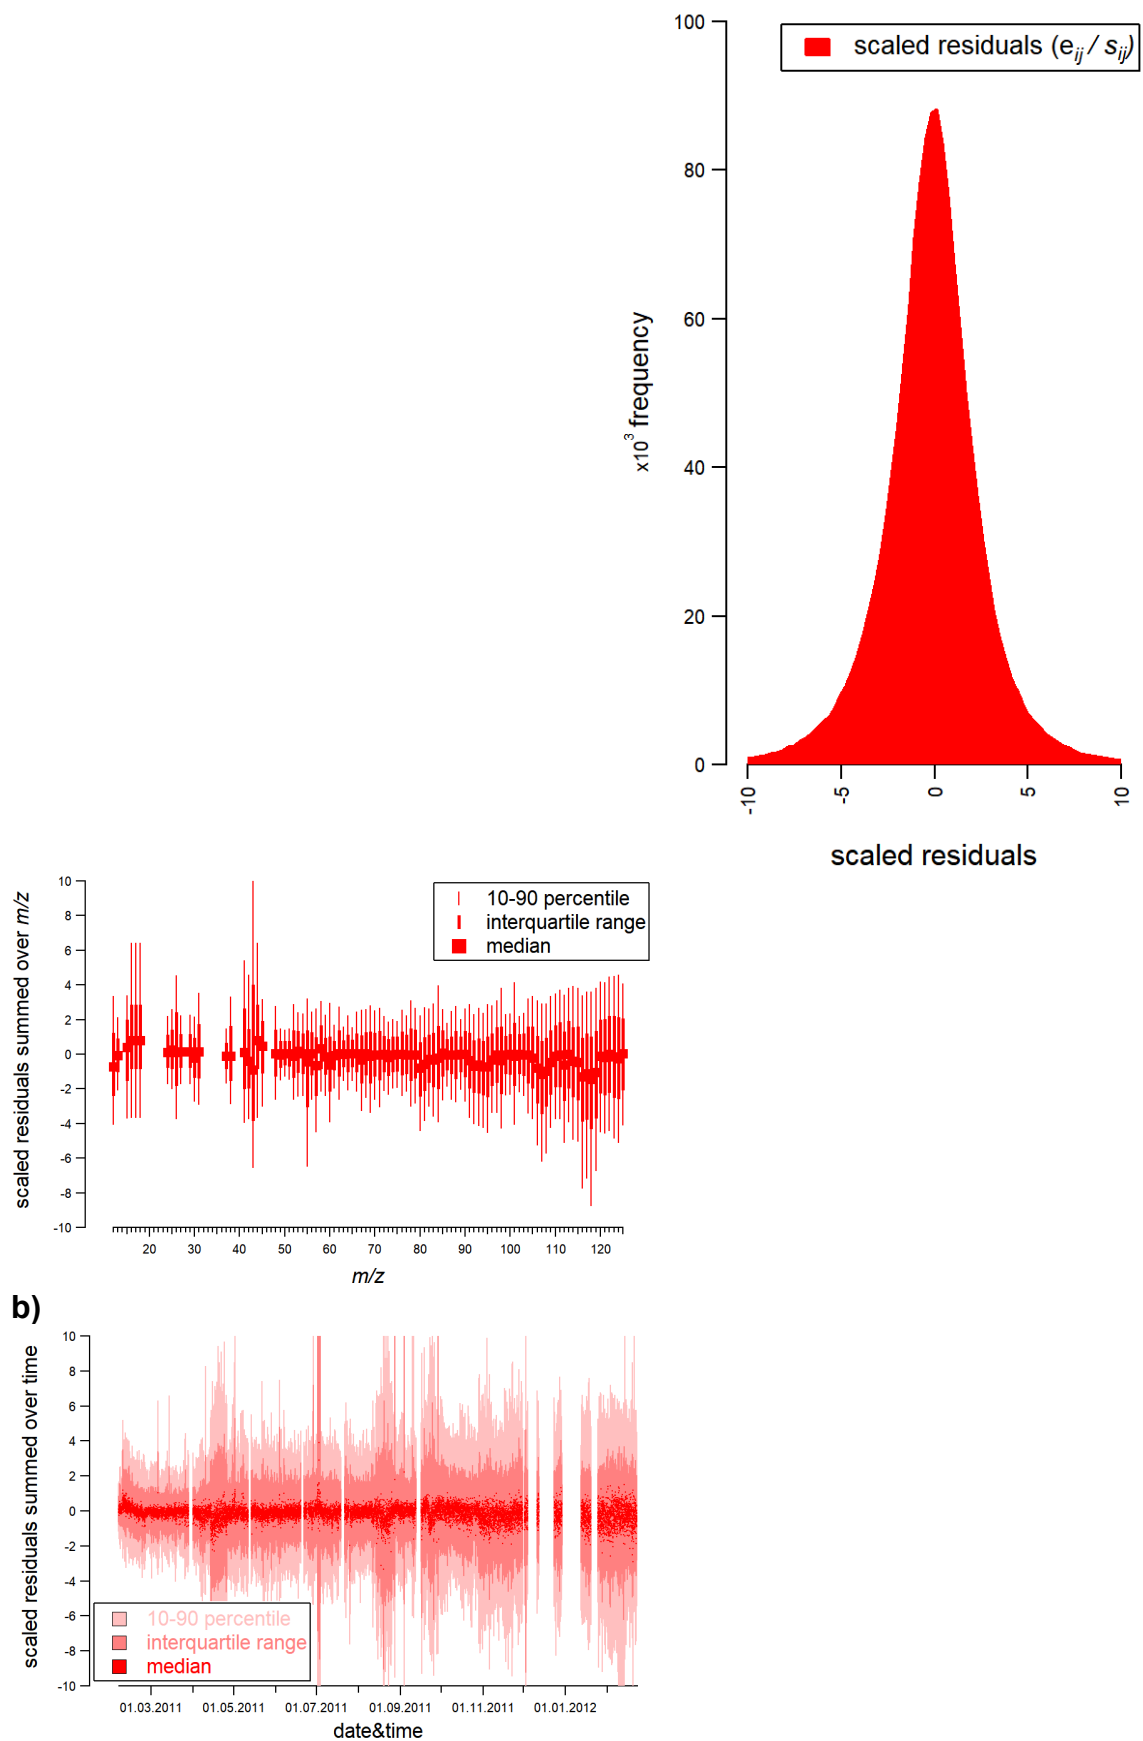 100
scaled residuals (eij / sij)
80
60
40
20
0
x10³ frequency
-10 -5 0 5 10
scaled residuals
10
8
6
4
2
0
-2
-4
-6
-8
-10
scaled residuals summed over m/z
10-90 percentile
interquartile range
median
20 30 40 50 60 70 80 90 100 110 120
m/z
b)
10
8
6
4
2
0
-2
-4
-6
-8
-10
scaled residuals summed over time
10-90 percentile
interquartile range
median
01.03.2011 01.05.2011 01.07.2011 01.09.2011 01.11.2011 01.01.2012
date&time